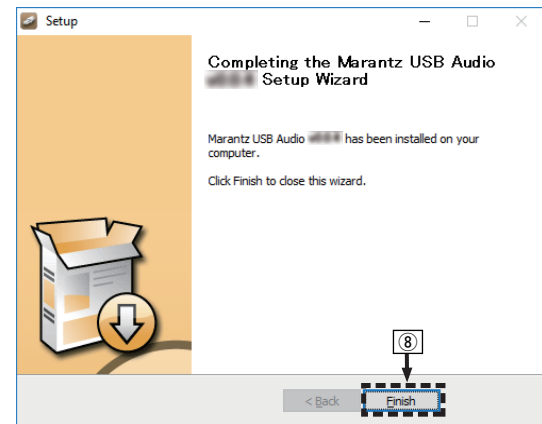 Setup
Completing the Marantz USB Audio
Setup Wizard
Marantz USB Audio has been installed on your
computer.
Click Finish to close this wizard.
⑧
< Back Finish